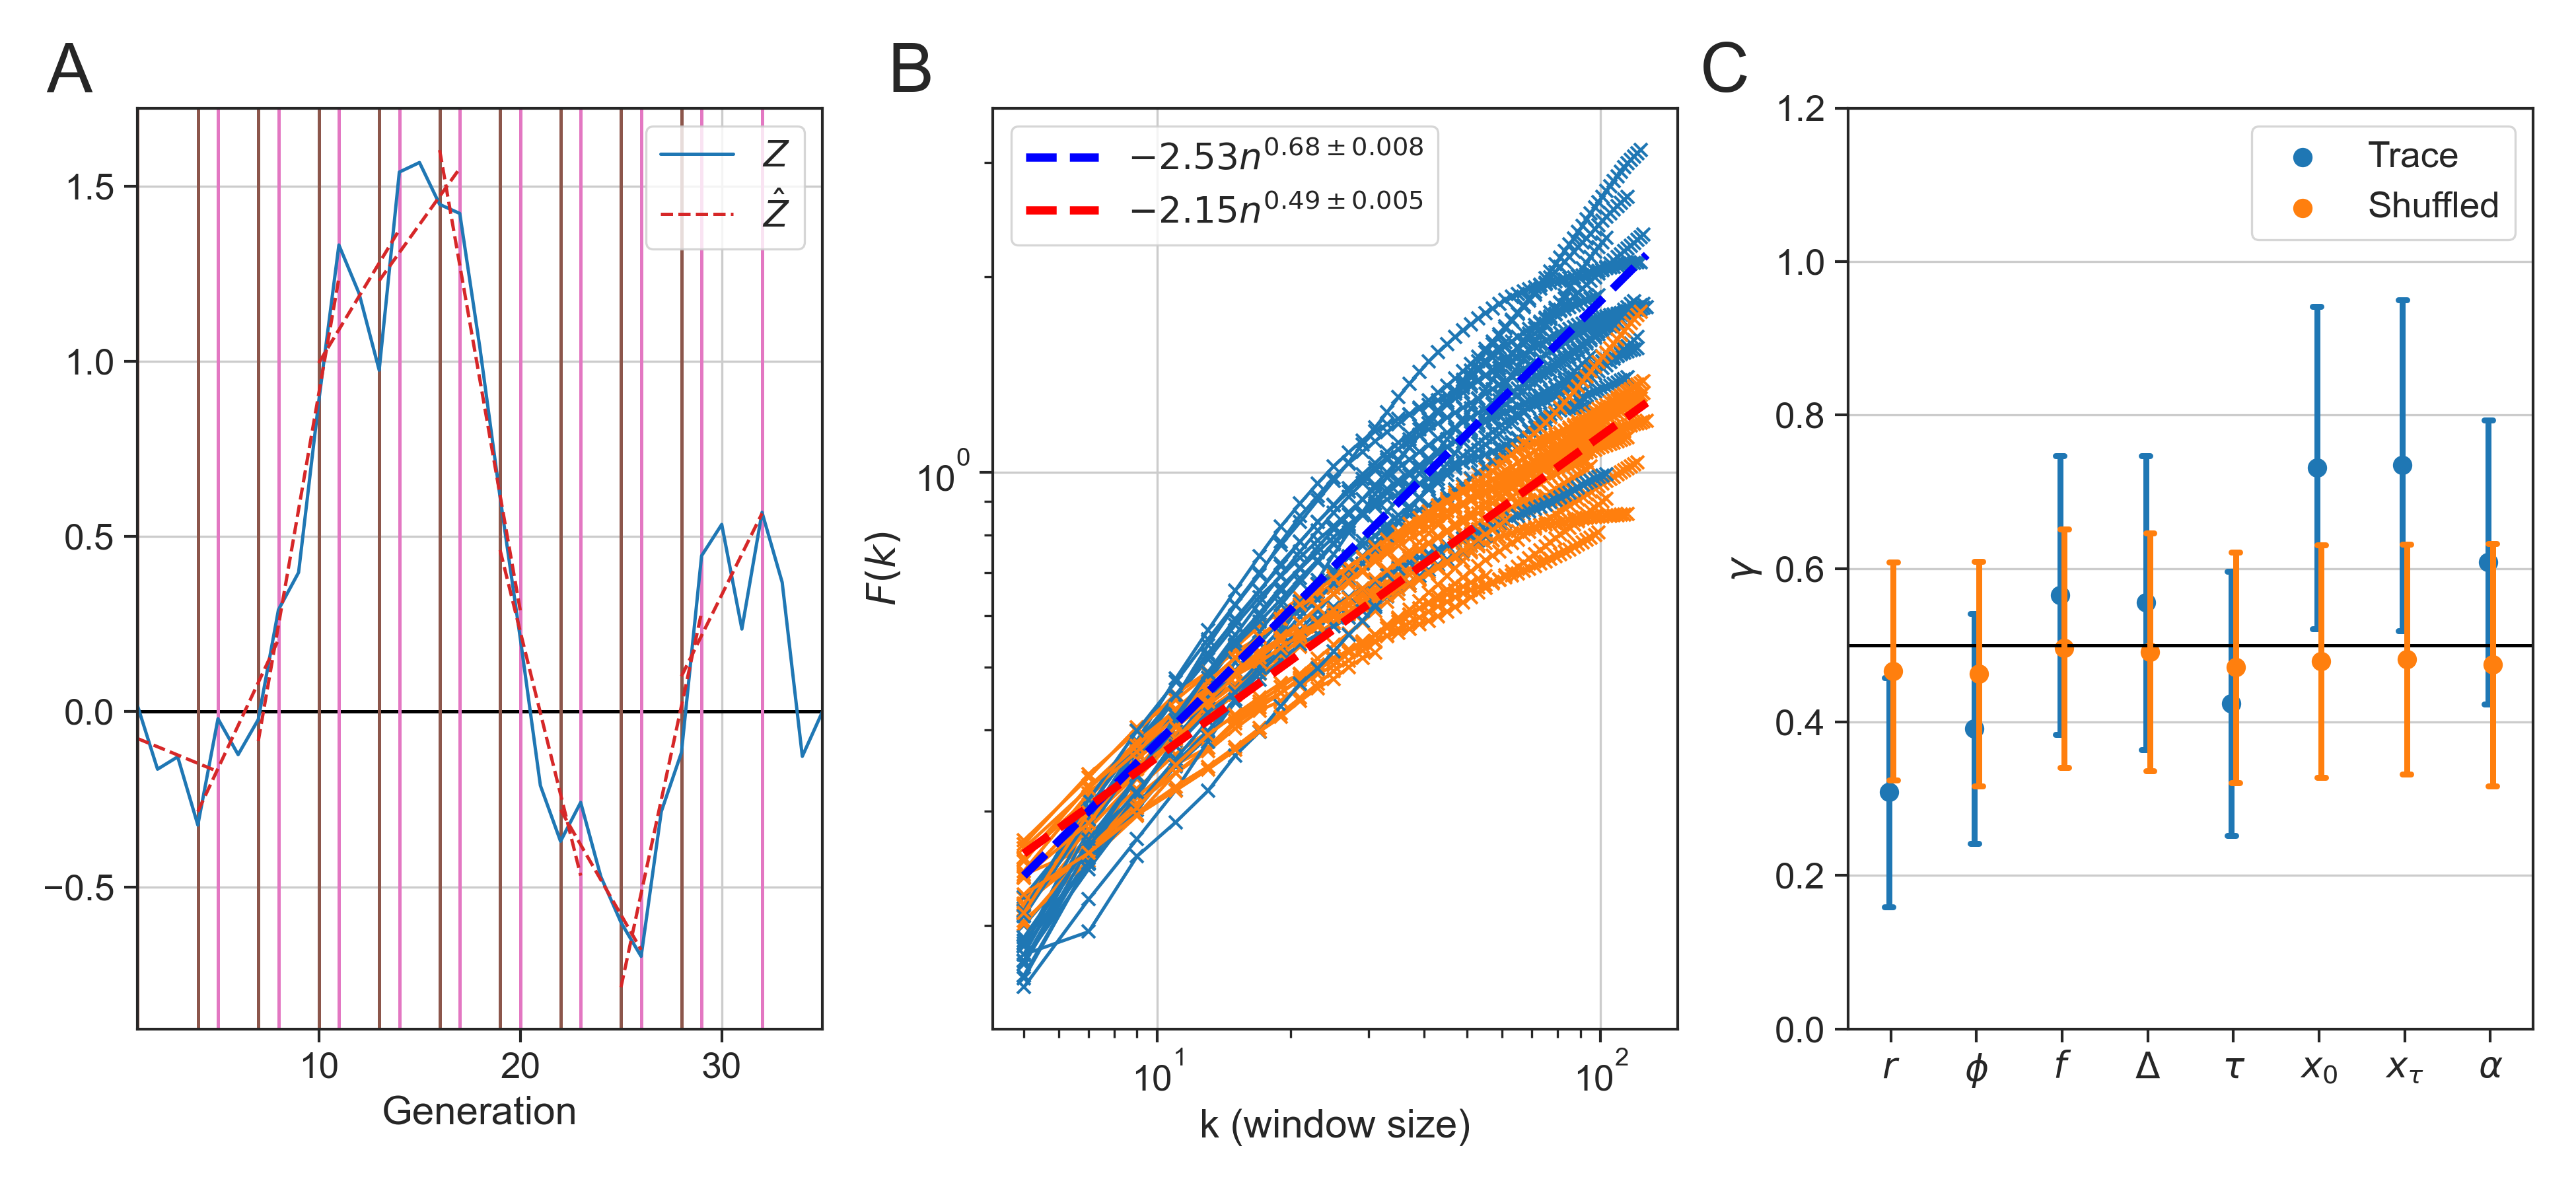 A
B
C
Z
Ẑ
1.5
1.0
0.5
0.0
−0.5
10
20
30
Generation
−2.53n^{0.68±0.008}
−2.15n^{0.49±0.005}
10^0
F(k)
10^1
10^2
k (window size)
Trace
Shuffled
1.2
1.0
0.8
0.6
0.4
0.2
0.0
γ
r ϕ f Δ τ x_0 x_τ α